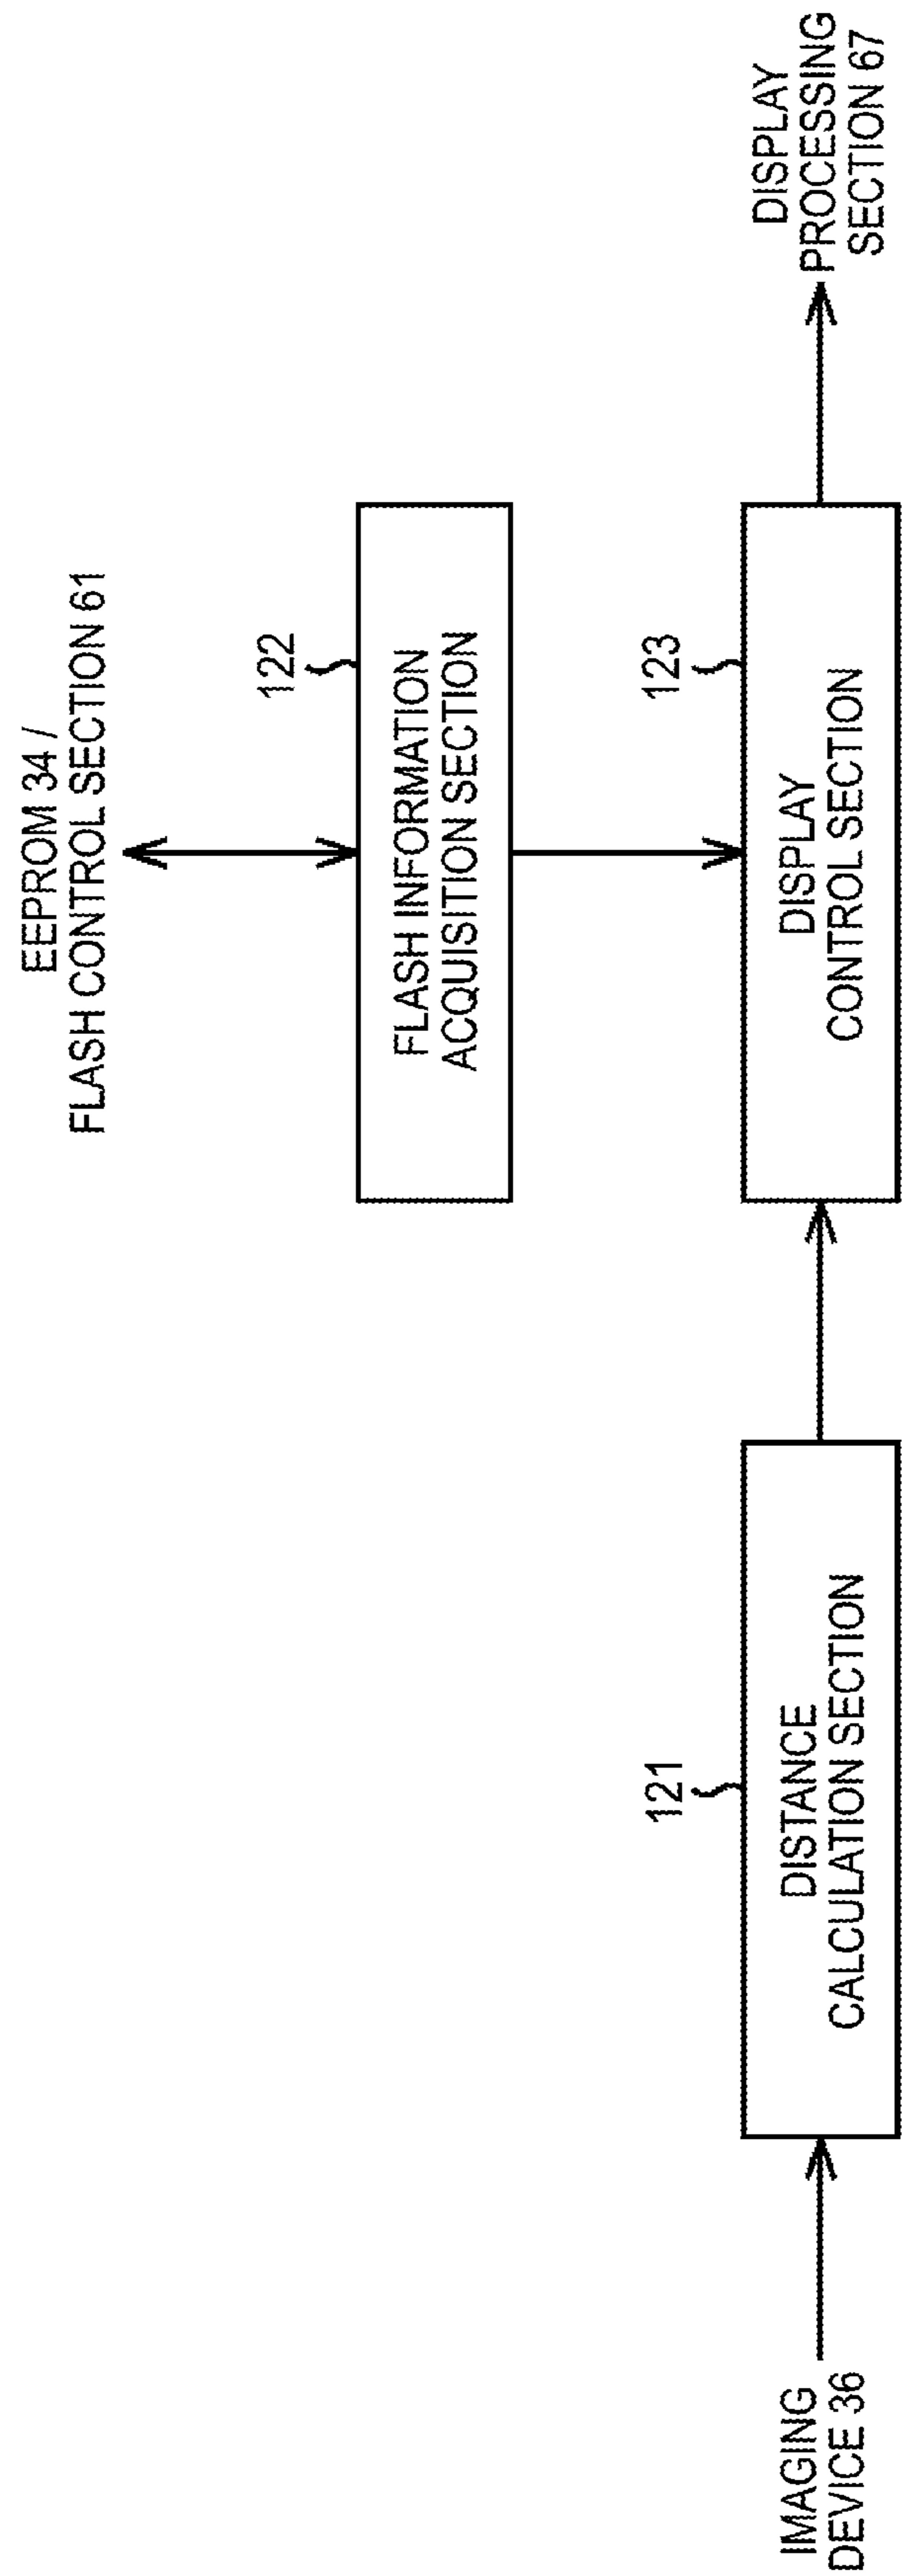 EEPROM 34 /
FLASH CONTROL SECTION 61
122
FLASH INFORMATION
ACQUISITION SECTION
IMAGING
DEVICE 36
121
DISTANCE
CALCULATION SECTION
123
DISPLAY
CONTROL SECTION
DISPLAY
PROCESSING
SECTION 67